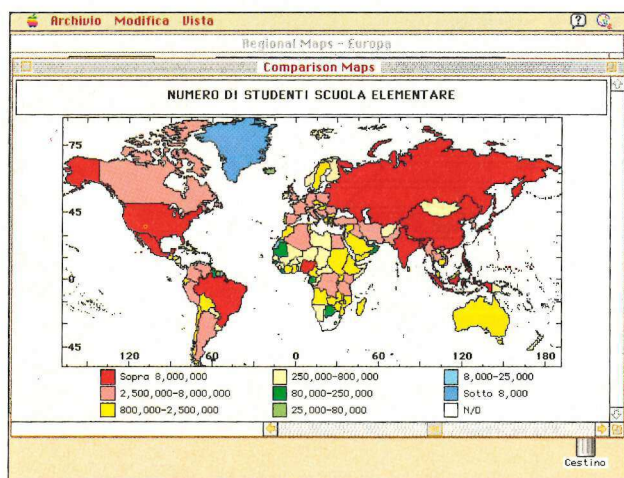 Archivio Modifica Vista
Regional Maps - Europa
Comparison Maps
NUMERO DI STUDENTI SCUOLA ELEMENTARE
75
45
0
45
120 60 0 60 120 180
Sopra 8,000,000 250,000-800,000 8,000-25,000
2,500,000-8,000,000 80,000-250,000 Sotto 8,000
800,000-2,500,000 25,000-80,000 N/D
Cestino